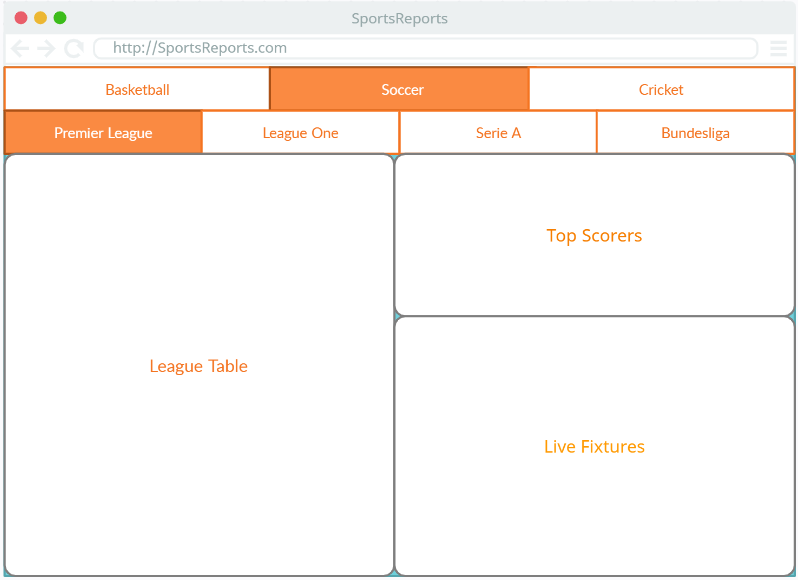 SportsReports
http://SportsReports.com
Basketball Soccer Cricket
Premier League League One Serie A Bundesliga
Top Scorers
League Table
Live Fixtures